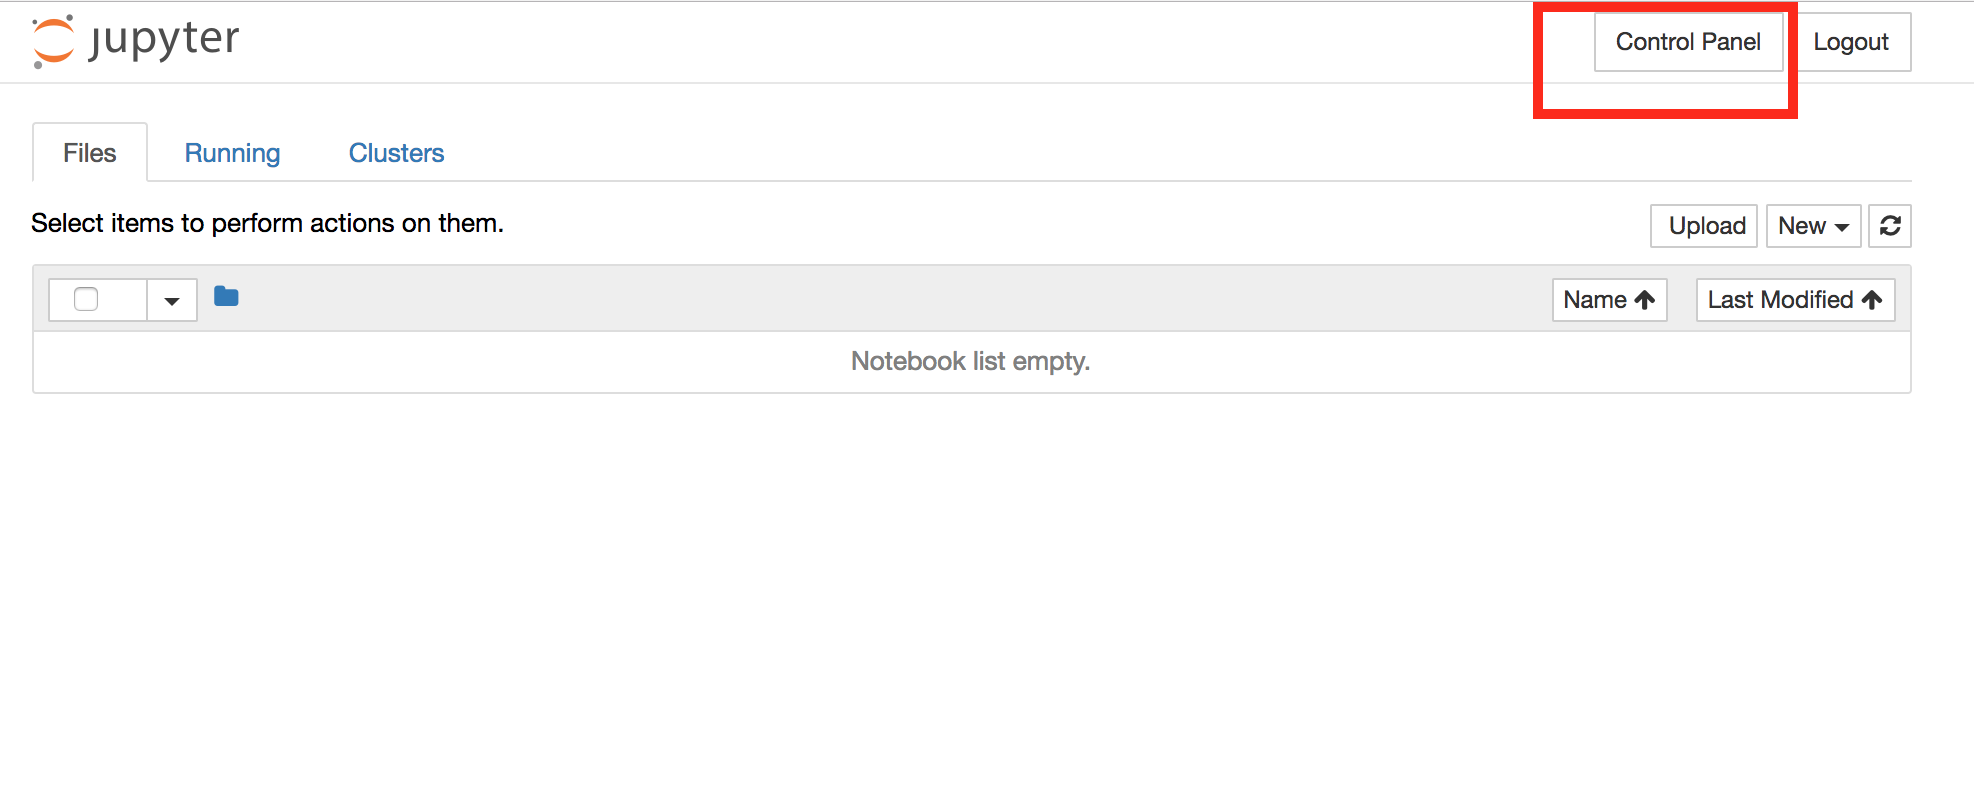 jupyter
Control Panel
Logout
Files
Running
Clusters
Select items to perform actions on them.
Upload
New
Name
Last Modified
Notebook list empty.